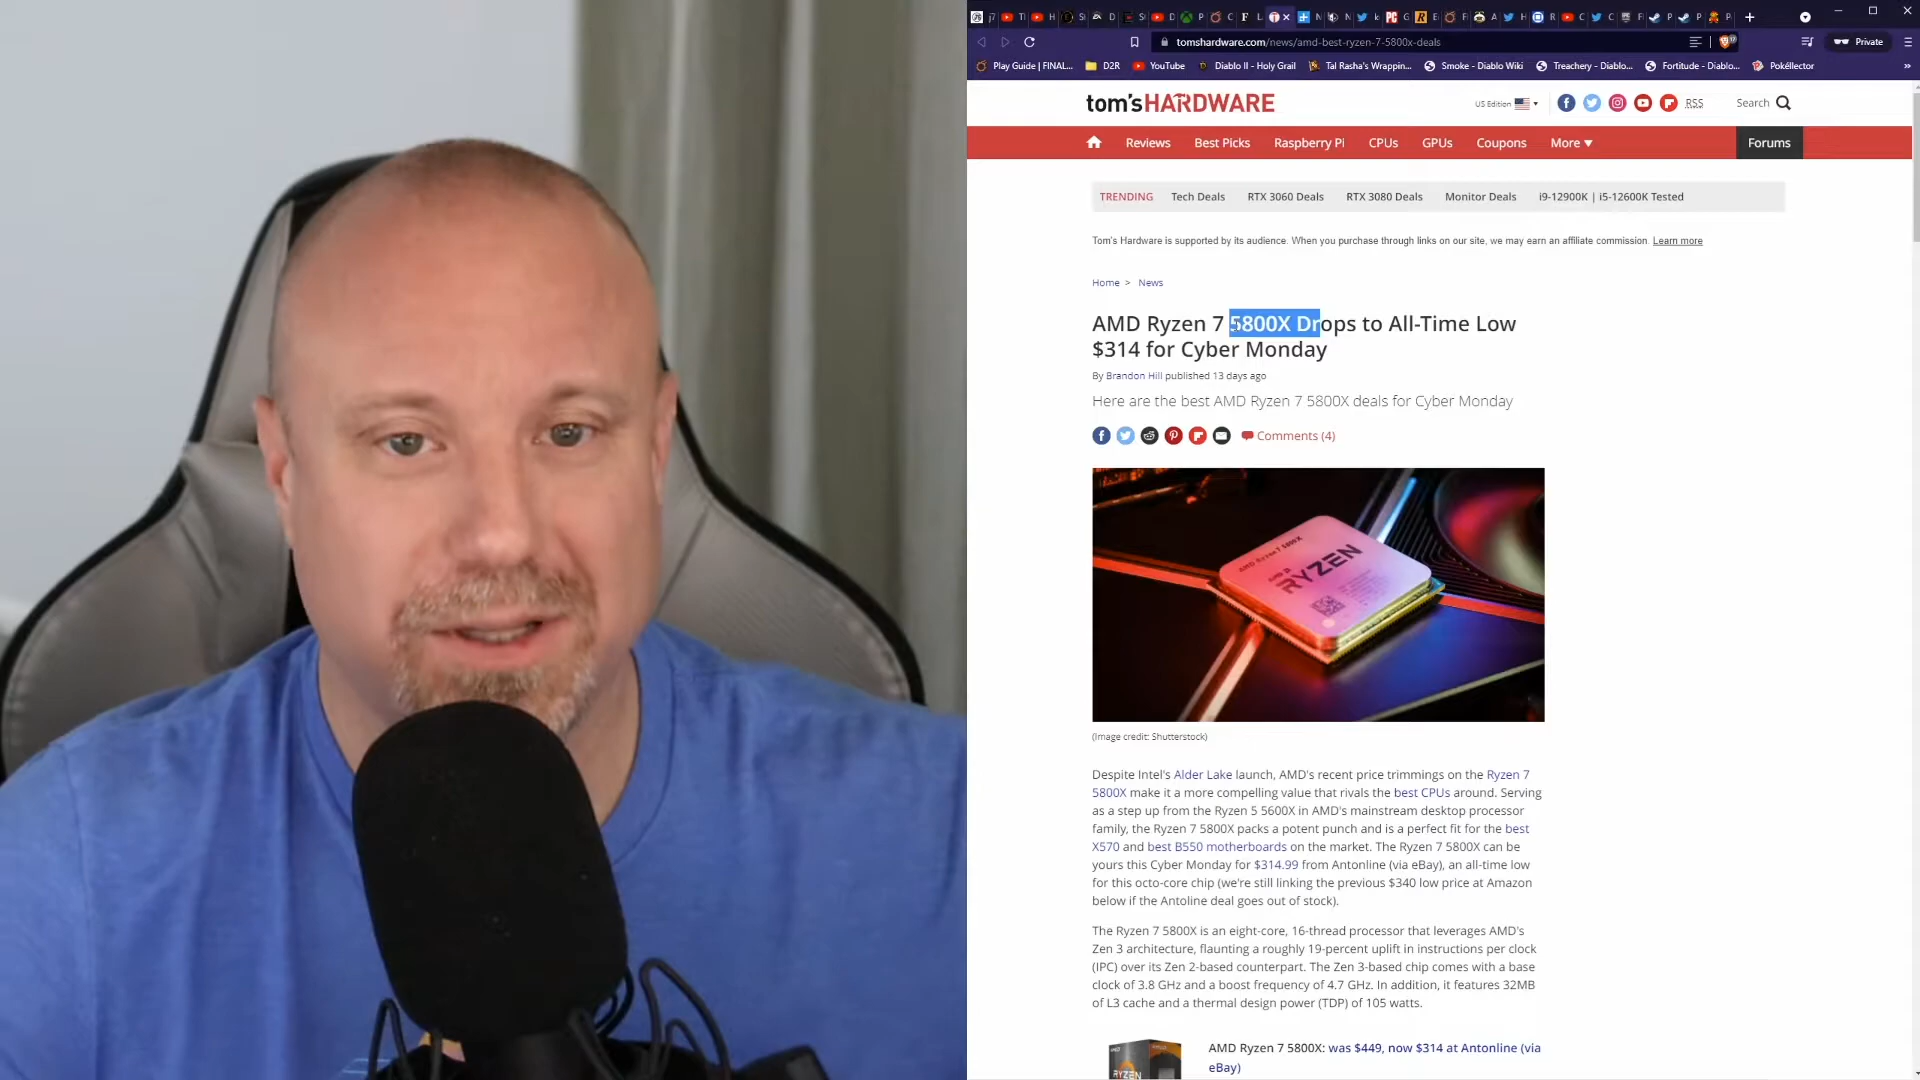 tomshardware.com/news/amd-best-ryzen-7-5800x-deals
Private
Play Guide | FINAL...
D2R
YouTube
Diablo II - Holy Grail
Tal Rasha's Wrappin...
Smoke - Diablo Wiki
Treachery - Diablo...
Fortitude - Diablo...
Pokéllector
tom'sHARDWARE
US Edition
RSS
Search
Reviews
Best Picks
Raspberry Pi
CPUs
GPUs
Coupons
More
Forums
TRENDING
Tech Deals
RTX 3060 Deals
RTX 3080 Deals
Monitor Deals
i9-12900K | i5-12600K Tested
Tom's Hardware is supported by its audience. When you purchase through links on our site, we may earn an affiliate commission. Learn more
Home > News
AMD Ryzen 7 5800X Drops to All-Time Low
$314 for Cyber Monday
By Brandon Hill published 13 days ago
Here are the best AMD Ryzen 7 5800X deals for Cyber Monday
Comments (4)
AMD Ryzen 7 5800X
AMD
RYZEN
(Image credit: Shutterstock)
Despite Intel's Alder Lake launch, AMD's recent price trimmings on the Ryzen 7
5800X make it a more compelling value that rivals the best CPUs around. Serving
as a step up from the Ryzen 5 5600X in AMD's mainstream desktop processor
family, the Ryzen 7 5800X packs a potent punch and is a perfect fit for the best
X570 and best B550 motherboards on the market. The Ryzen 7 5800X can be
yours this Cyber Monday for $314.99 from Antonline (via eBay), an all-time low
for this octo-core chip (we're still linking the previous $340 low price at Amazon
below if the Antoline deal goes out of stock).
The Ryzen 7 5800X is an eight-core, 16-thread processor that leverages AMD's
Zen 3 architecture, flaunting a roughly 19-percent uplift in instructions per clock
(IPC) over its Zen 2-based counterpart. The Zen 3-based chip comes with a base
clock of 3.8 GHz and a boost frequency of 4.7 GHz. In addition, it features 32MB
of L3 cache and a thermal design power (TDP) of 105 watts.
RYZEN
AMD Ryzen 7 5800X: was $449, now $314 at Antonline (via
eBay)